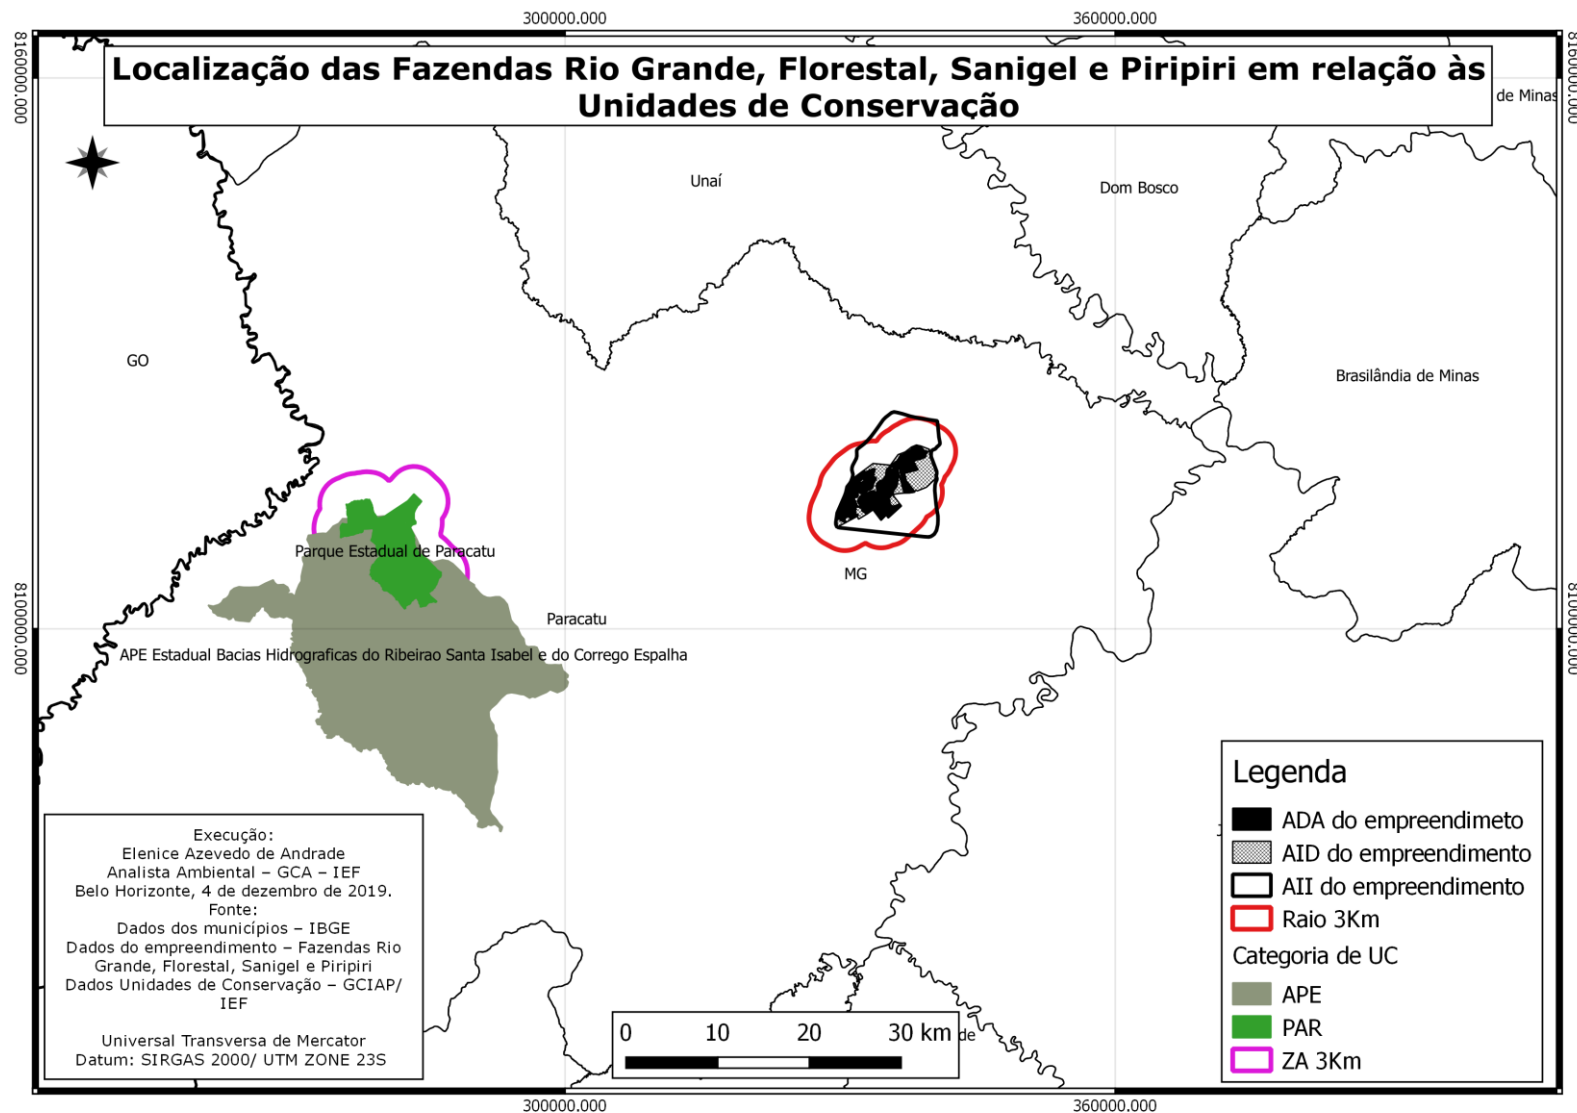 300000.000
360000.000
8160000.000
8160000.000
Localização das Fazendas Rio Grande, Florestal, Sanigel e Piripiri em relação às
Unidades de Conservação
de Minas
Unaí
Dom Bosco
GO
Brasilândia de Minas
Parque Estadual de Paracatu
MG
8100000.000
8100000.000
Paracatu
APE Estadual Bacias Hidrograficas do Ribeirao Santa Isabel e do Corrego Espalha
Legenda
ADA do empreendimeto
AID do empreendimento
AII do empreendimento
Raio 3Km
Categoria de UC
APE
PAR
ZA 3Km
Execução:
Elenice Azevedo de Andrade
Analista Ambiental – GCA – IEF
Belo Horizonte, 4 de dezembro de 2019.
Fonte:
Dados dos municípios – IBGE
Dados do empreendimento – Fazendas Rio
Grande, Florestal, Sanigel e Piripiri
Dados Unidades de Conservação – GCIAP/
IEF
Universal Transversa de Mercator
Datum: SIRGAS 2000/ UTM ZONE 23S
0 10 20 30 km
de
300000.000
360000.000